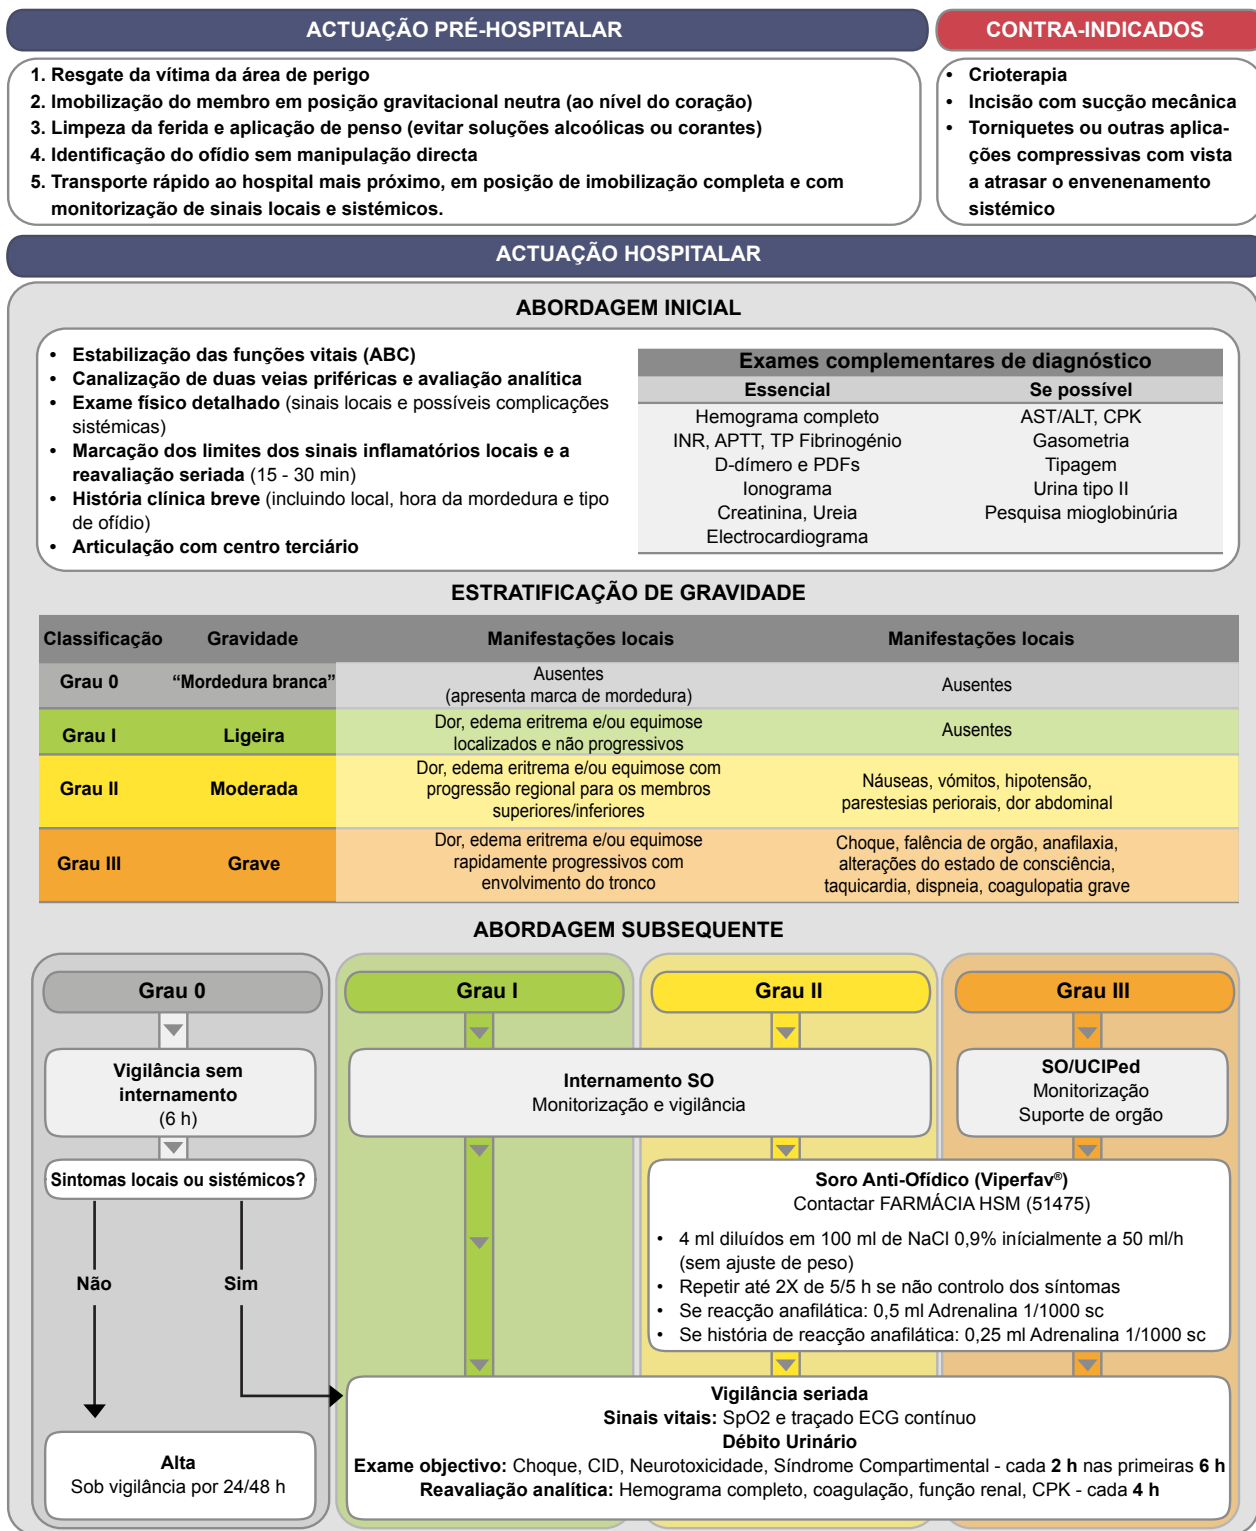 ACTUAÇÃO PRÉ-HOSPITALAR
1. Resgate da vítima da área de perigo
2. Imobilização do membro em posição gravitacional neutra (ao nível do coração)
3. Limpeza da ferida e aplicação de penso (evitar soluções alcoólicas ou corantes)
4. Identificação do ofídio sem manipulação directa
5. Transporte rápido ao hospital mais próximo, em posição de imobilização completa e com
monitorização de sinais locais e sistémicos.
CONTRA-INDICADOS
• Crioterapia
• Incisão com sucção mecânica
• Torniquetes ou outras aplica-
ções compressivas com vista
a atrasar o envenenamento
sistémico
ACTUAÇÃO HOSPITALAR
ABORDAGEM INICIAL
• Estabilização das funções vitais (ABC)
• Canalização de duas veias priféricas e avaliação analítica
• Exame físico detalhado (sinais locais e possíveis complicações
sistémicas)
• Marcação dos limites dos sinais inflamatórios locais e a
reavaliação seriada (15 - 30 min)
• História clínica breve (incluindo local, hora da mordedura e tipo
de ofídio)
• Articulação com centro terciário
Exames complementares de diagnóstico
Essencial Se possível
Hemograma completo AST/ALT, CPK
INR, APTT, TP Fibrinogénio Gasometria
D-dímero e PDFs Tipagem
Ionograma Urina tipo II
Creatinina, Ureia Pesquisa mioglobinúria
Electrocardiograma
ESTRATIFICAÇÃO DE GRAVIDADE
Classificação Gravidade Manifestações locais Manifestações locais
Grau 0 “Mordedura branca” Ausentes
(apresenta marca de mordedura) Ausentes
Grau I Ligeira Dor, edema eritrema e/ou equimose
localizados e não progressivos Ausentes
Grau II Moderada Dor, edema eritrema e/ou equimose com
progressão regional para os membros
superiores/inferiores
Náuseas, vómitos, hipotensão,
parestesias periorais, dor abdominal
Grau III Grave Dor, edema eritrema e/ou equimose
rapidamente progressivos com
envolvimento do tronco
Choque, falência de orgão, anafilaxia,
alterações do estado de consciência,
taquicardia, dispneia, coagulopatia grave
ABORDAGEM SUBSEQUENTE
Grau 0 Grau I Grau II Grau III
Vigilância sem
internamento
(6 h)
Internamento SO
Monitorização e vigilância
SO/UCIPed
Monitorização
Suporte de orgão
Sintomas locais ou sistémicos?
Não Sim
Soro Anti-Ofídico (Viperfav®)
Contactar FARMÁCIA HSM (51475)
• 4 ml diluídos em 100 ml de NaCl 0,9% inícialmente a 50 ml/h
(sem ajuste de peso)
• Repetir até 2X de 5/5 h se não controlo dos síntomas
• Se reacção anafilática: 0,5 ml Adrenalina 1/1000 sc
• Se história de reacção anafilática: 0,25 ml Adrenalina 1/1000 sc
Alta
Sob vigilância por 24/48 h
Vigilância seriada
Sinais vitais: SpO2 e traçado ECG contínuo
Débito Urinário
Exame objectivo: Choque, CID, Neurotoxicidade, Síndrome Compartimental - cada 2 h nas primeiras 6 h
Reavaliação analítica: Hemograma completo, coagulação, função renal, CPK - cada 4 h